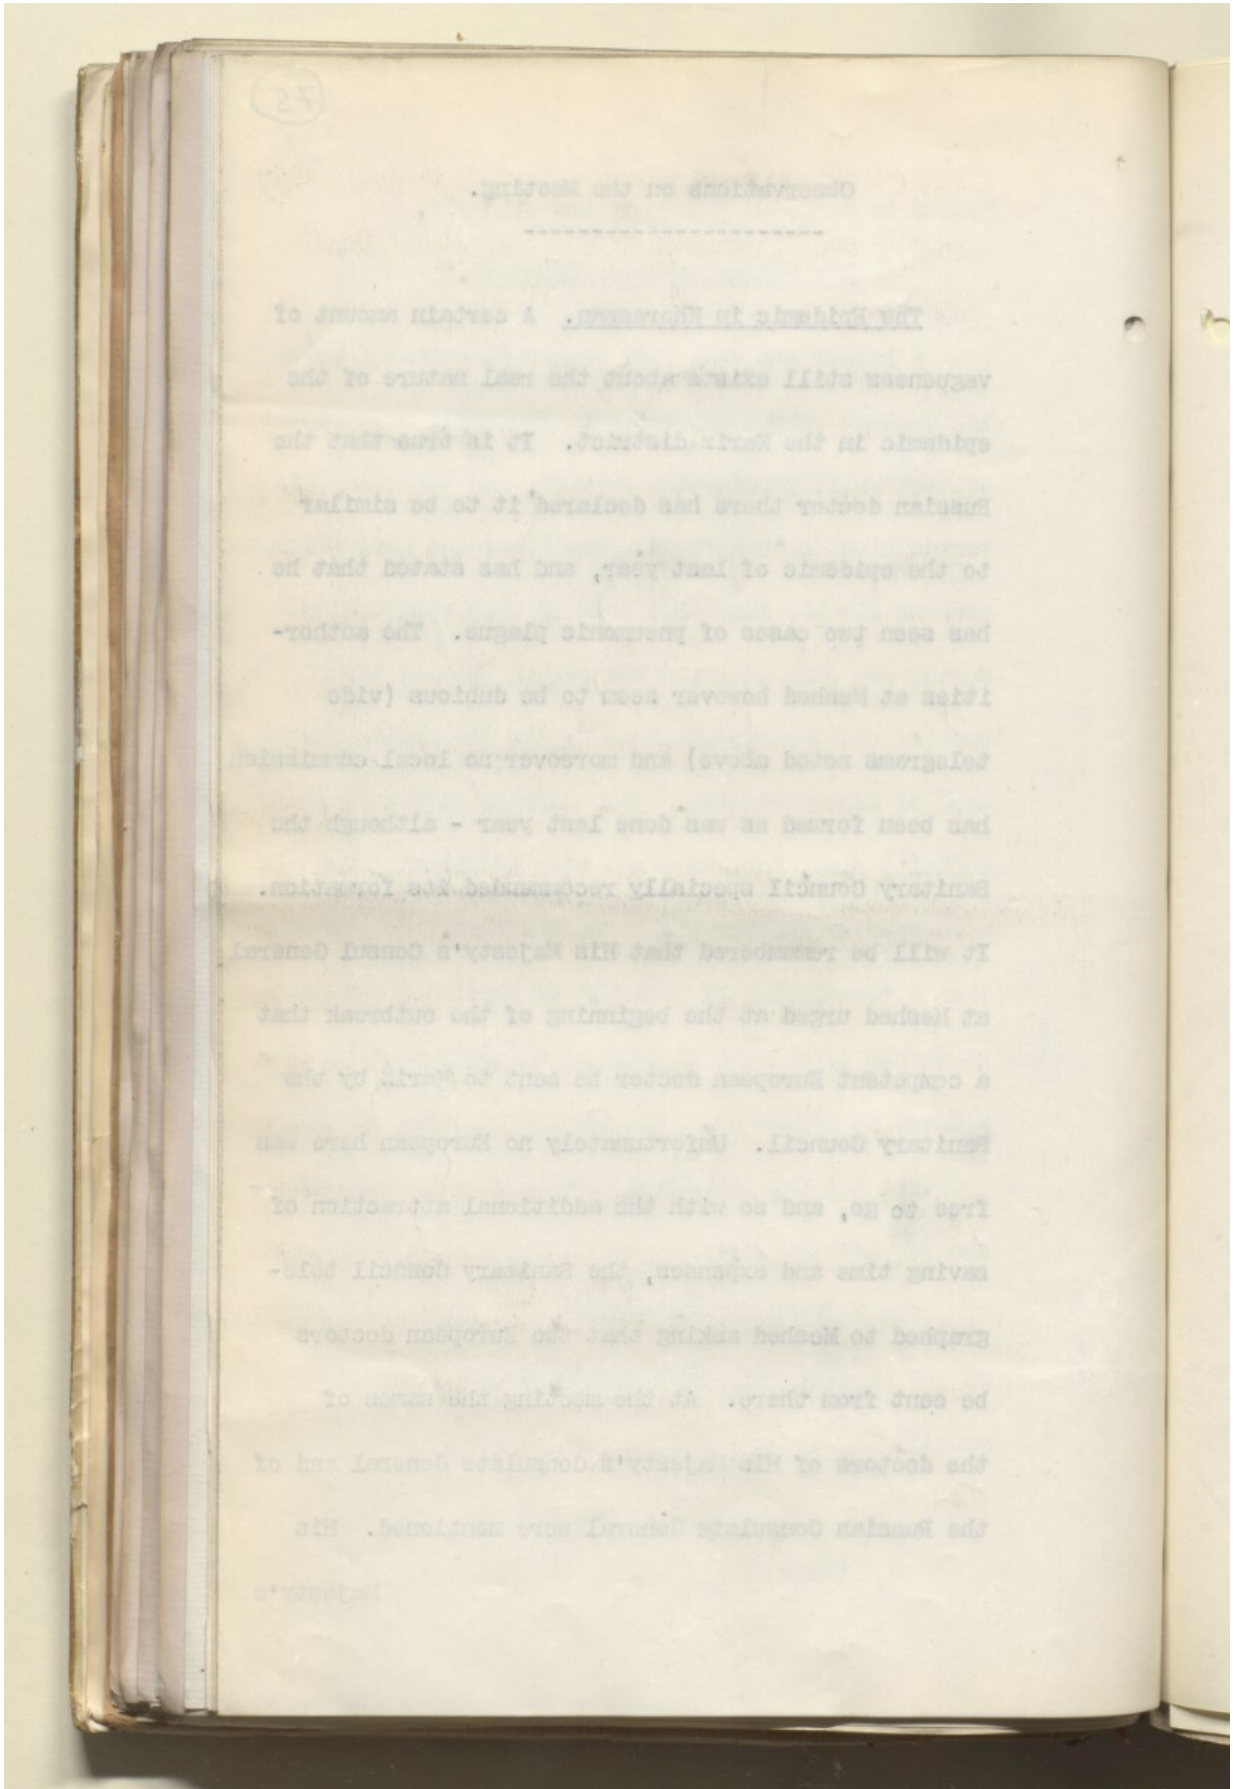 75
Observations on the Meeting.
The Epidemic in Khorassan. A certain amount of
vagueness still exists about the real nature of the
epidemic in the Kariz district. It is true that the
Russian doctor there has declared it to be similar
to the epidemic of last year, and has stated that he
has seen two cases of pneumonic plague. The author-
ities at Meshed however seem to be dubious (vide
telegrams noted above) and moreover no local commission
has been formed as was done last year - although the
Sanitary Council specially recommended its formation.
It will be remembered that His Majesty's Consul General
at Meshed urged at the beginning of the outbreak that
a competent European doctor be sent to Kariz by the
Sanitary Council. Unfortunately no European here was
free to go, and so with the additional attraction of
saving time and expenses, the Sanitary Council tele-
graphed to Meshed asking that two European doctors
be sent from there. At the meeting the names of
the doctors of His Majesty's Consulate General and of
the Russian Consulate General were mentioned. His
Majesty's